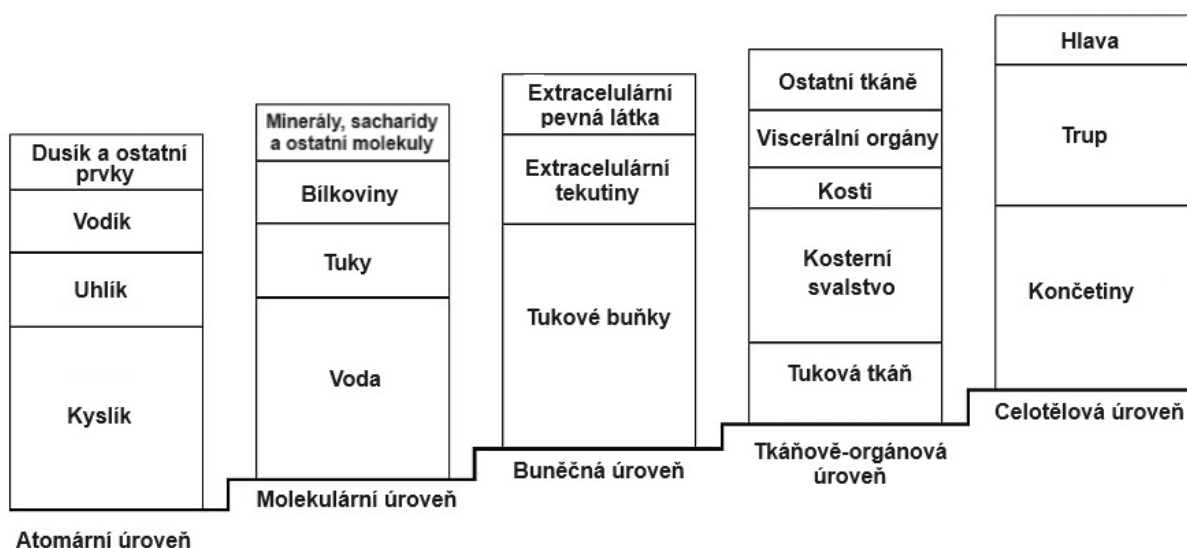 Dusík a ostatní
prvky
Vodík
Uhlík
Kyslík
Atomární úroveň
Minerály, sacharidy
a ostatní molekuly
Bílkoviny
Tuky
Voda
Molekulární úroveň
Extracelulární
pevná látka
Extracelulární
tekutiny
Tukové buňky
Buněčná úroveň
Ostatní tkáně
Viscerální orgány
Kosti
Kosterní
svalstvo
Tuková tkáň
Tkáňově-orgánová
úroveň
Hlava
Trup
Končetiny
Celotělová úroveň